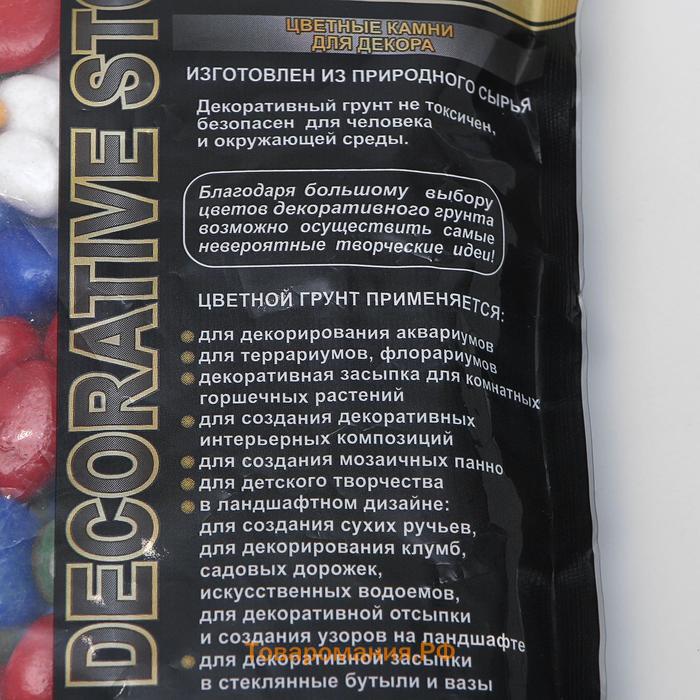 DECORATIVE STO
ЦВЕТНЫЕ КАМНИ
ДЛЯ ДЕКОРА
ИЗГОТОВЛЕН ИЗ ПРИРОДНОГО СЫРЬЯ
Декоративный грунт не токсичен,
безопасен для человека
и окружающей среды.
Благодаря большому выбору
цветов декоративного грунта
возможно осуществить самые
невероятные творческие идеи!
ЦВЕТНОЙ ГРУНТ ПРИМЕНЯЕТСЯ:
для декорирования аквариумов
для террариумов, флорариумов
декоративная засыпка для комнатных
горшечных растений
для создания декоративных
интерьерных композиций
для создания мозаичных панно
для детского творчества
в ландшафтном дизайне:
для создания сухих ручьев,
для декорирования клумб,
садовых дорожек,
искусственных водоемов,
для декоративной отсыпки
и создания узоров на ландшафте
Товаромания.РФ
для декоративной засыпки
в стеклянные бутыли и вазы